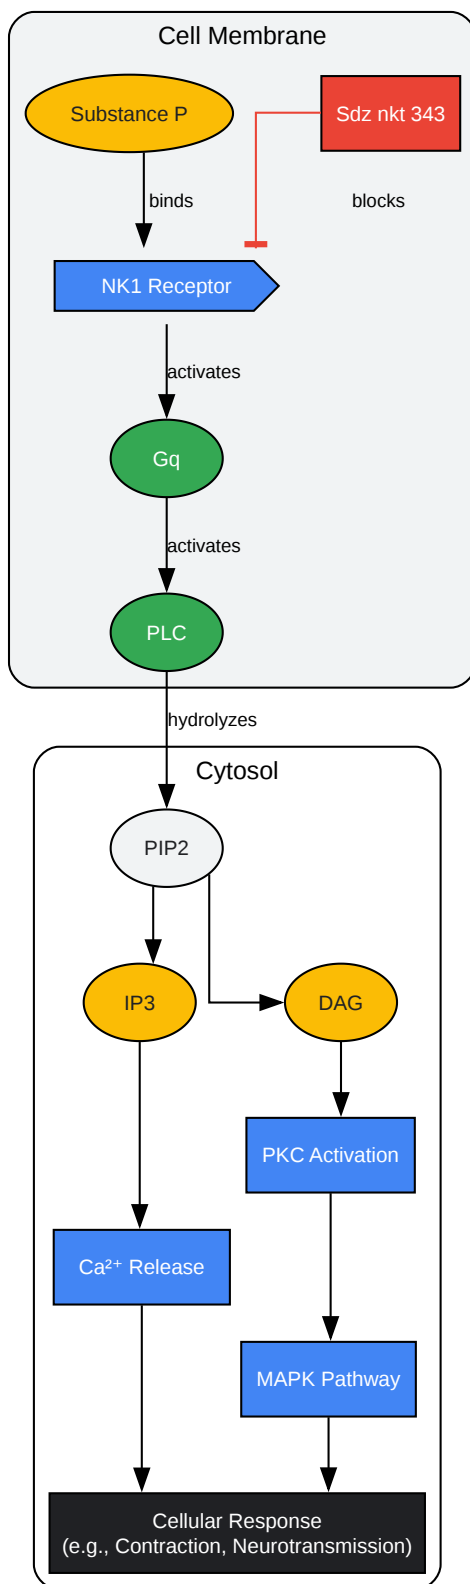 Cell Membrane
Substance P
Sdz nkt 343
binds
blocks
NK1 Receptor
activates
Gq
activates
PLC
hydrolyzes
Cytosol
PIP2
IP3
DAG
PKC Activation
Ca²⁺ Release
MAPK Pathway
Cellular Response
(e.g., Contraction, Neurotransmission)